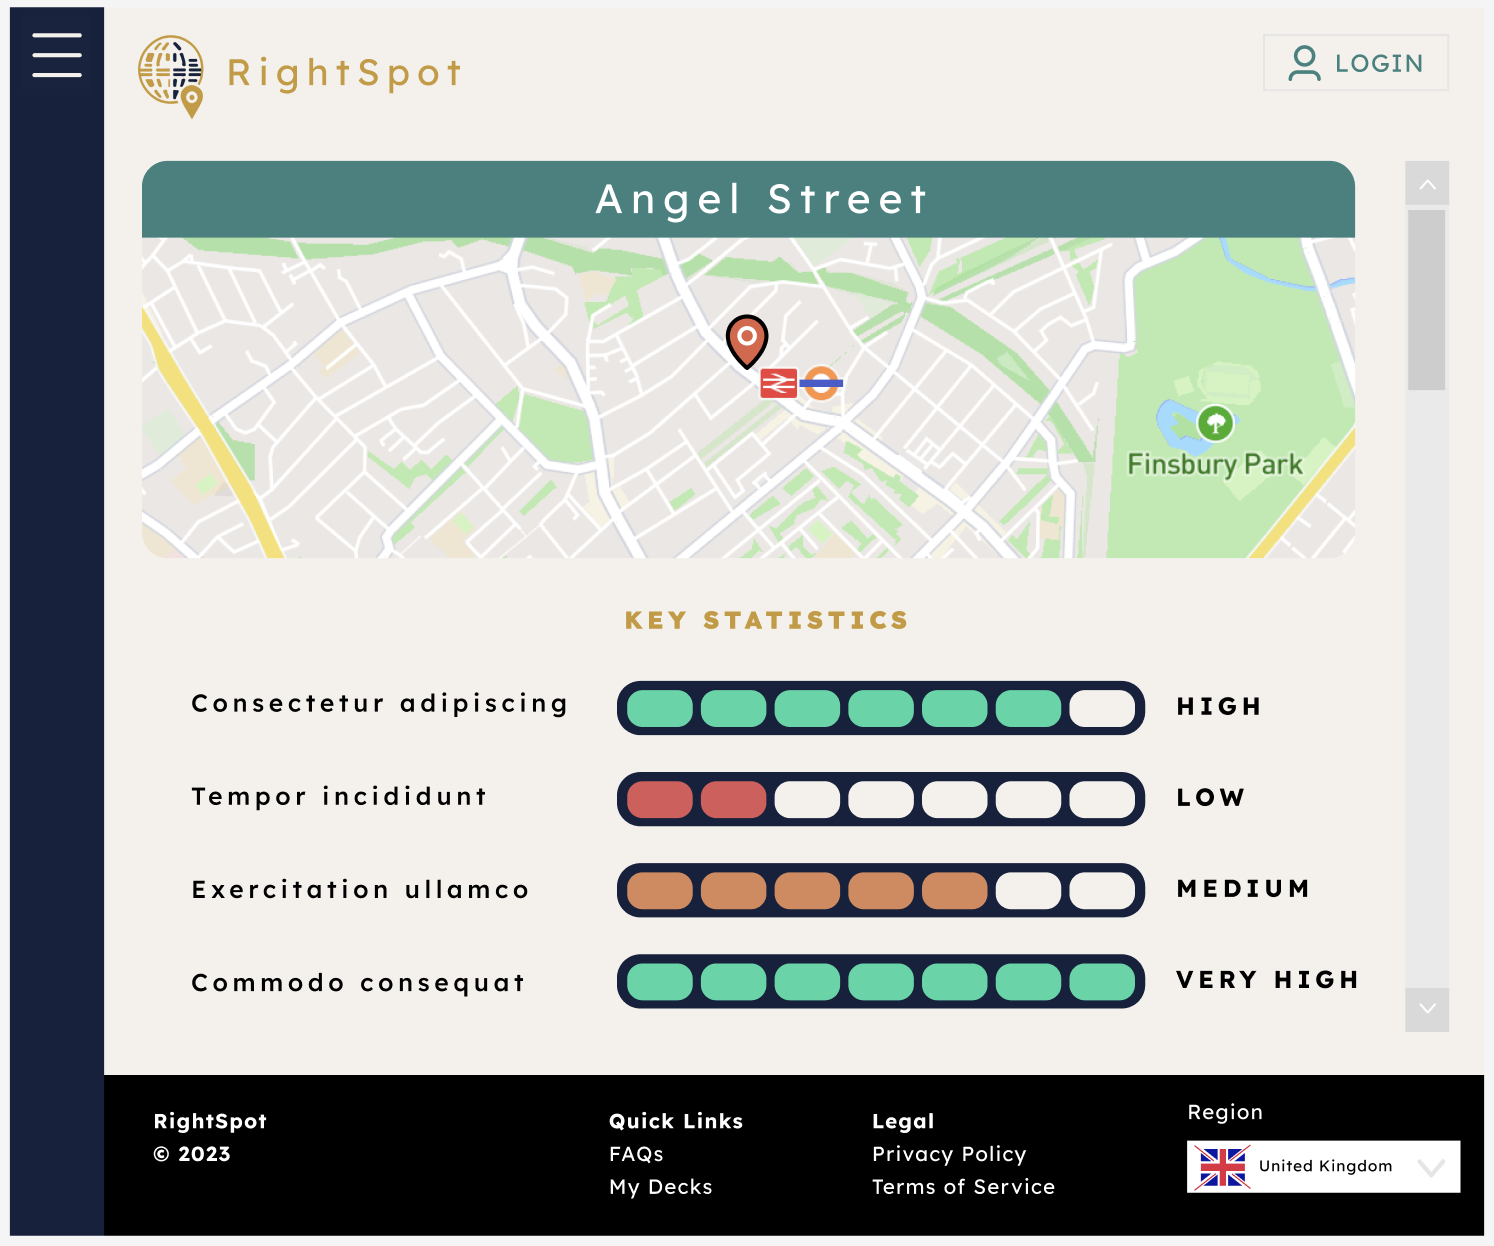 RightSpot
LOGIN
Angel Street
Finsbury Park
KEY STATISTICS
Consectetur adipiscing HIGH
Tempor incididunt LOW
Exercitation ullamco MEDIUM
Commodo consequat VERY HIGH
RightSpot
© 2023
Quick Links
FAQs
My Decks
Legal
Privacy Policy
Terms of Service
Region
United Kingdom